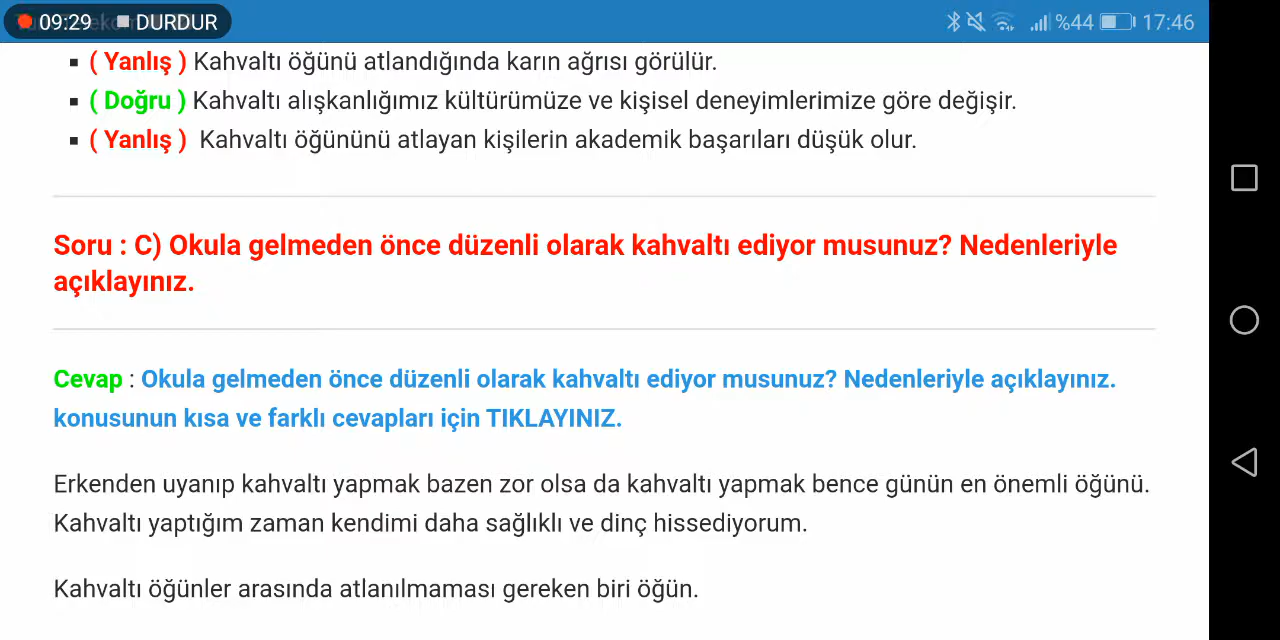 09:29 DURDUR %44 17:46
( Yanlış ) Kahvaltı öğünü atlandığında karın ağrısı görülür.
( Doğru ) Kahvaltı alışkanlığımız kültürümüze ve kişisel deneyimlerimize göre değişir.
( Yanlış ) Kahvaltı öğününü atlayan kişilerin akademik başarıları düşük olur.
Soru : C) Okula gelmeden önce düzenli olarak kahvaltı ediyor musunuz? Nedenleriyle
açıklayınız.
Cevap : Okula gelmeden önce düzenli olarak kahvaltı ediyor musunuz? Nedenleriyle açıklayınız.
konusunun kısa ve farklı cevapları için TIKLAYINIZ.
Erkenden uyanıp kahvaltı yapmak bazen zor olsa da kahvaltı yapmak bence günün en önemli öğünü.
Kahvaltı yaptığım zaman kendimi daha sağlıklı ve dinç hissediyorum.
Kahvaltı öğünler arasında atlanılmaması gereken biri öğün.